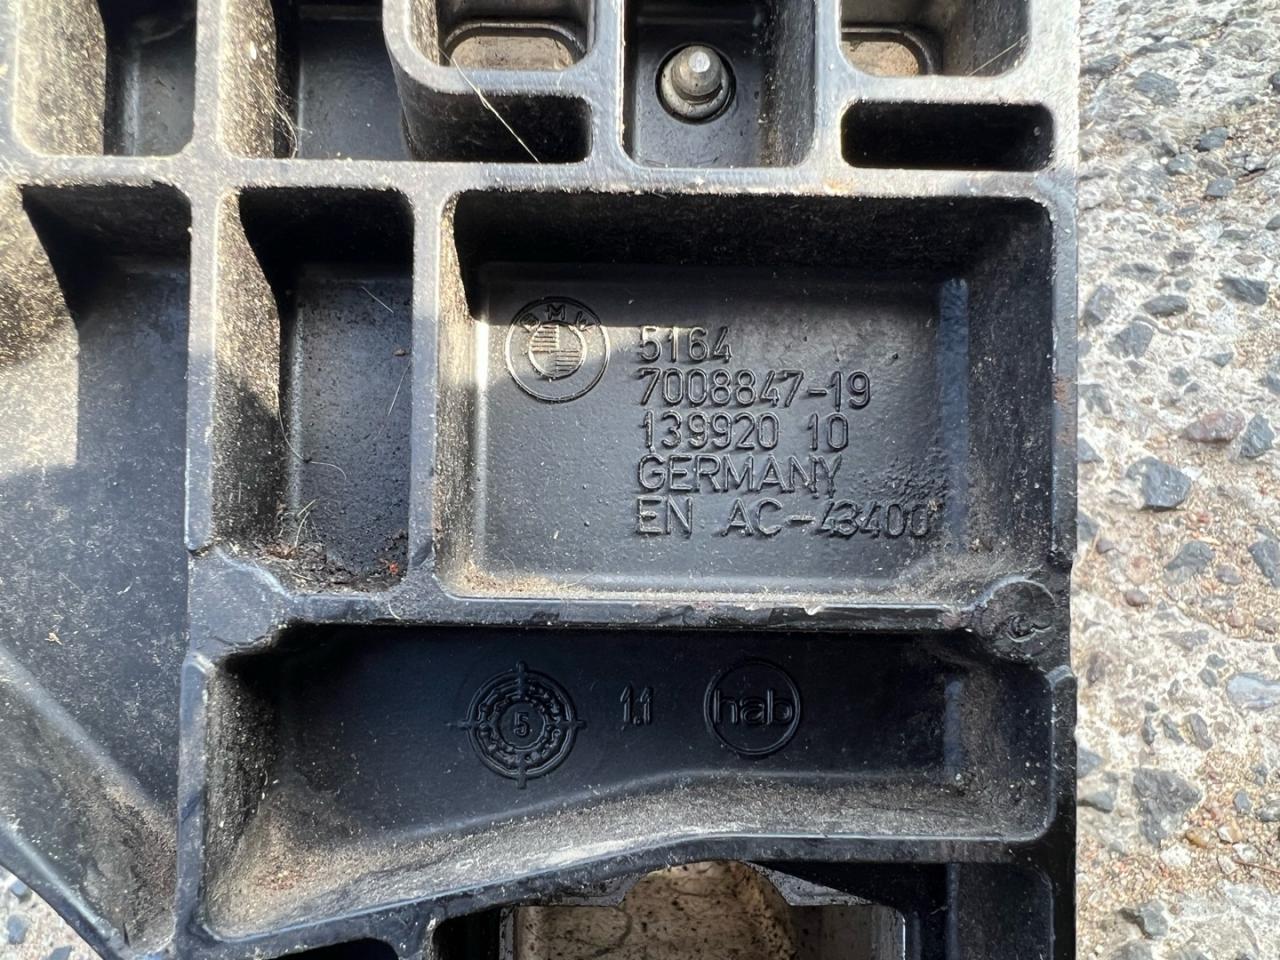 BMW
5164
7008847-19
139920 10
GERMANY
EN AC-43400
5
1.1
hab